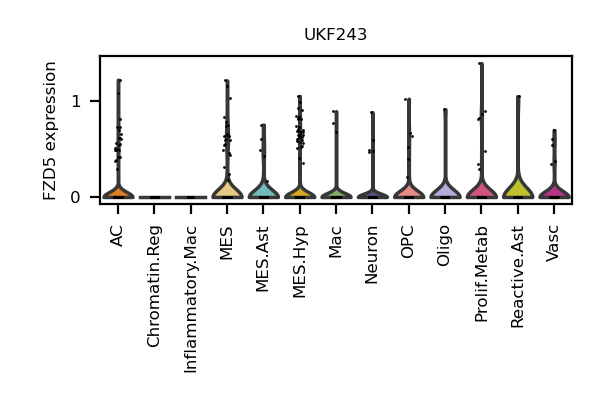 UKF243
FZD5 expression
1
0
AC
Chromatin.Reg
Inflammatory.Mac
MES
MES.Ast
MES.Hyp
Mac
Neuron
OPC
Oligo
Prolif.Metab
Reactive.Ast
Vasc